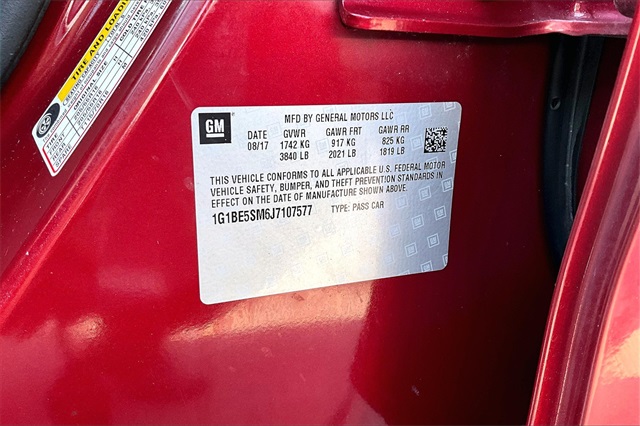 TIRE AND LOADI
GM
MFD BY GENERAL MOTORS LLC
DATE GVWR GAWR FRT GAWR RR
08/17 1742 KG 917 KG 825 KG
3840 LB 2021 LB 1819 LB
THIS VEHICLE CONFORMS TO ALL APPLICABLE U.S. FEDERAL MOTOR
VEHICLE SAFETY, BUMPER, AND THEFT PREVENTION STANDARDS IN
EFFECT ON THE DATE OF MANUFACTURE SHOWN ABOVE.
1G1BE5SM6J7107577 TYPE: PASS CAR